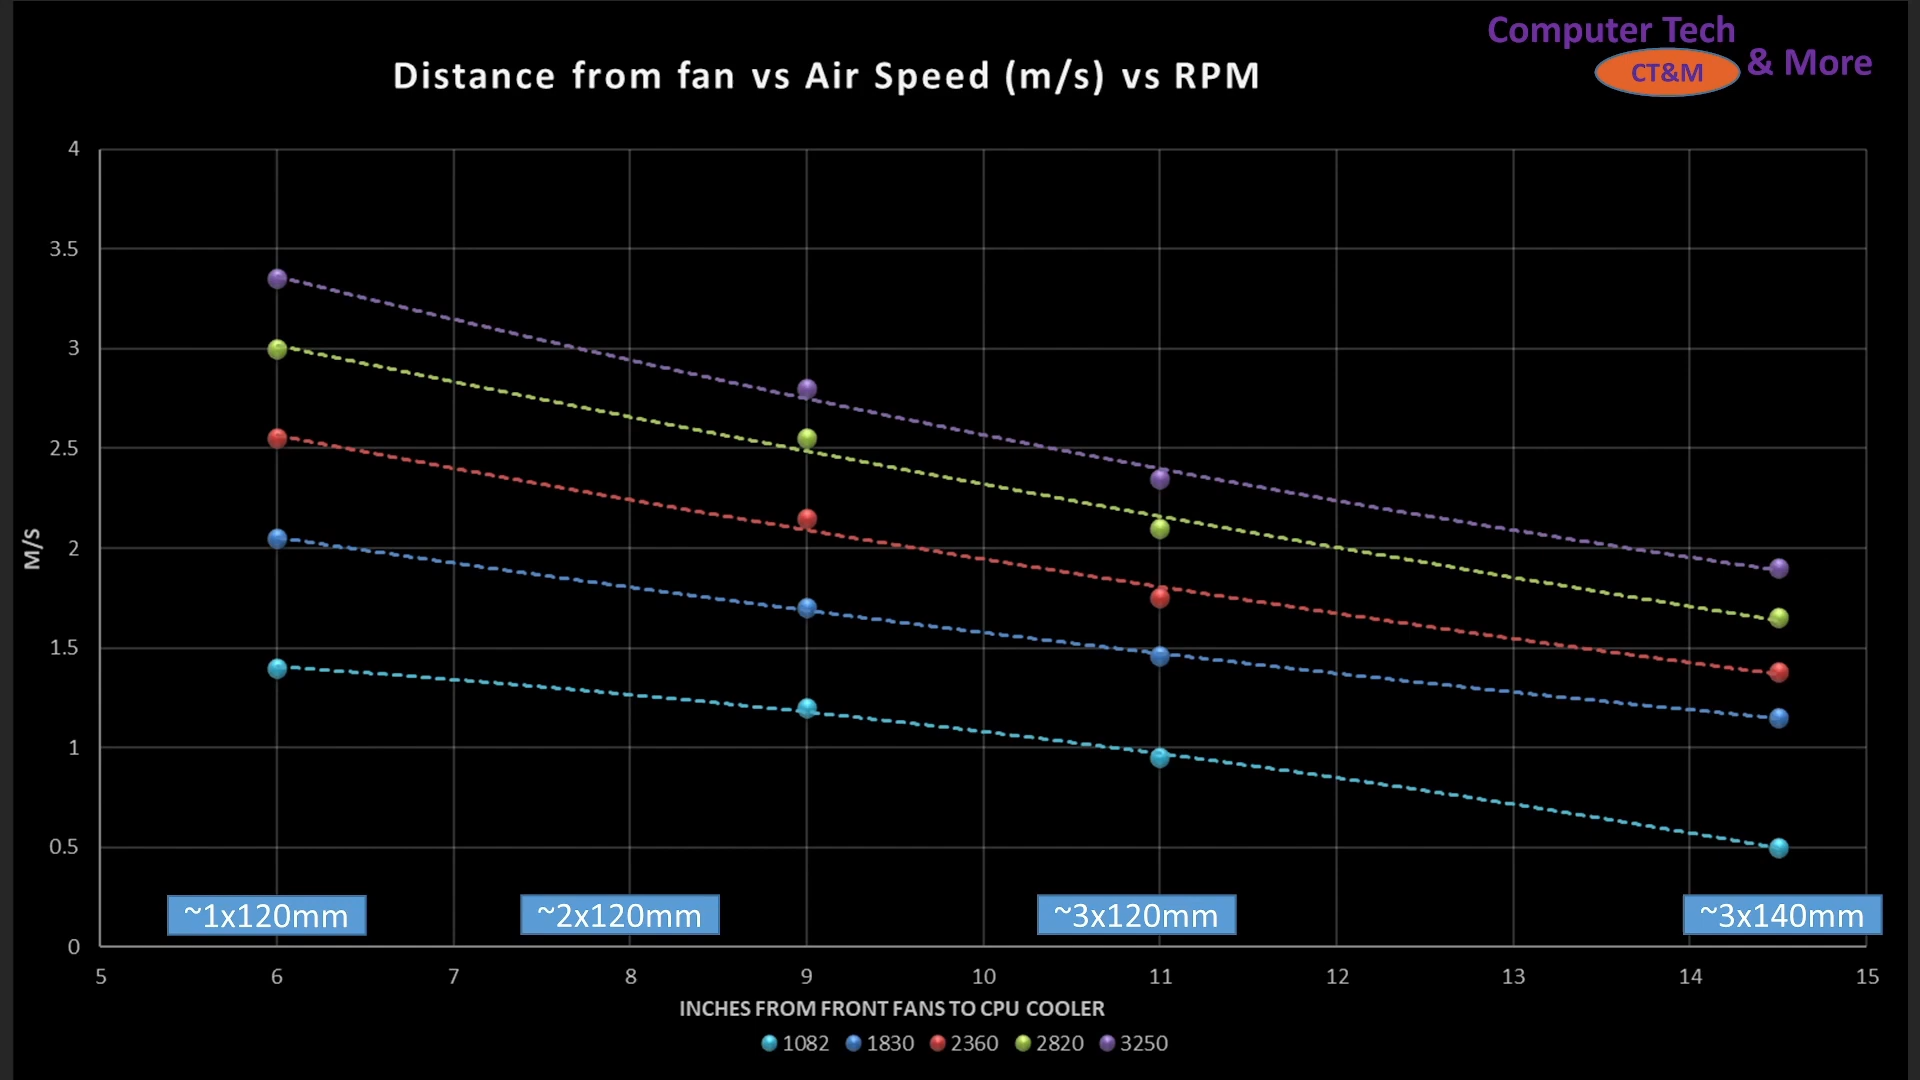 Computer Tech
& More
CT&M
Distance from fan vs Air Speed (m/s) vs RPM
4
3.5
3
2.5
2
1.5
1
0.5
0
M/S
~1x120mm
~2x120mm
~3x120mm
~3x140mm
5 6 7 8 9 10 11 12 13 14 15
INCHES FROM FRONT FANS TO CPU COOLER
1082 1830 2360 2820 3250